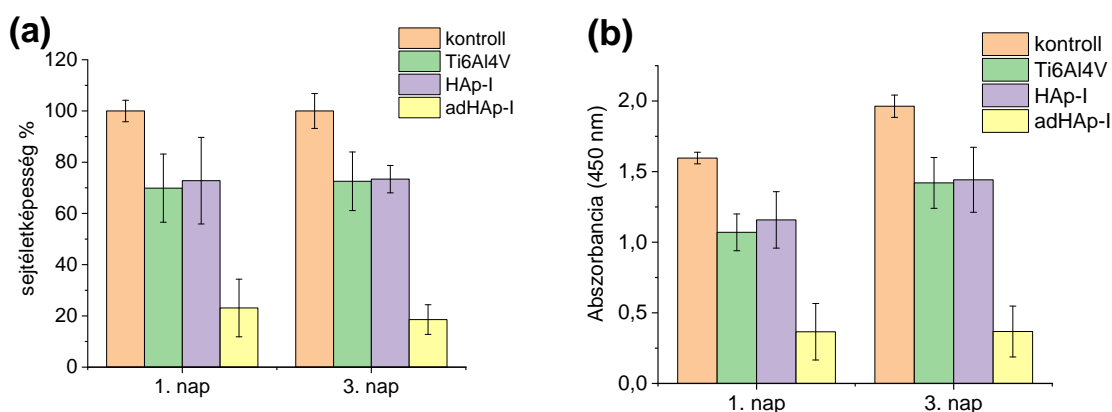 (a)
kontroll
Ti6Al4V
HAp-I
adHAp-I
120
100
80
60
40
20
0
sejtéletképesség %
1. nap
3. nap
(b)
kontroll
Ti6Al4V
HAp-I
adHAp-I
2,0
1,5
1,0
0,5
0,0
Abszorbancia (450 nm)
1. nap
3. nap